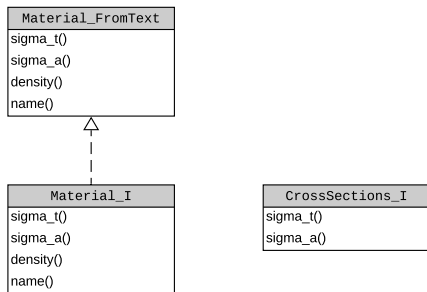 Material_FromText
sigma_t()
sigma_a()
density()
name()
Material_I
sigma_t()
sigma_a()
density()
name()
CrossSections_I
sigma_t()
sigma_a()